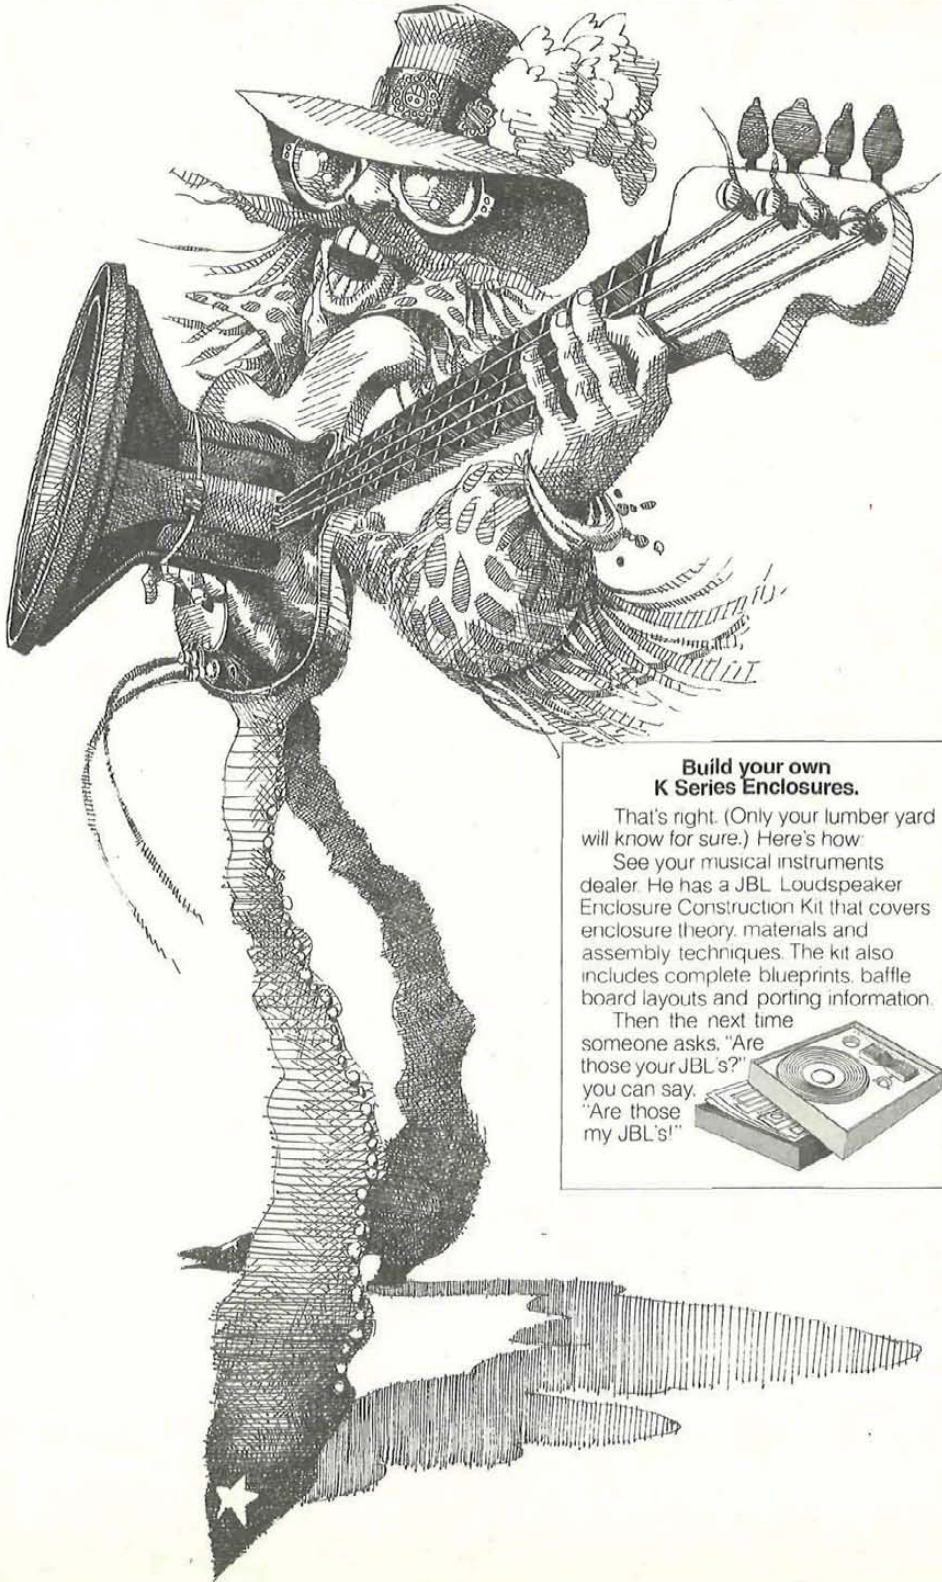 Build your own
K Series Enclosures.
That's right. (Only your lumber yard
will know for sure.) Here's how:
See your musical instruments
dealer. He has a JBL Loudspeaker
Enclosure Construction Kit that covers
enclosure theory, materials and
assembly techniques. The kit also
includes complete blueprints, baffle
board layouts and porting information.
Then the next time
someone asks, "Are
those your JBL's?"
you can say,
"Are those
my JBL's!"